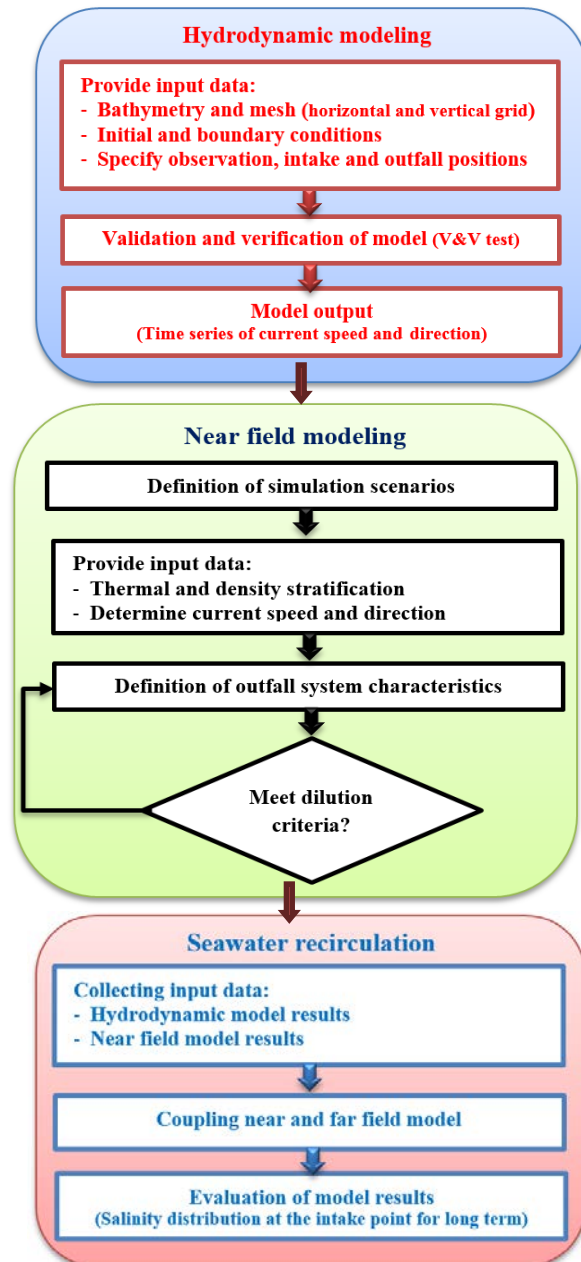 Hydrodynamic modeling
Provide input data:
- Bathymetry and mesh (horizontal and vertical grid)
- Initial and boundary conditions
- Specify observation, intake and outfall positions
Validation and verification of model (V&V test)
Model output
(Time series of current speed and direction)
Near field modeling
Definition of simulation scenarios
Provide input data:
- Thermal and density stratification
- Determine current speed and direction
Definition of outfall system characteristics
Meet dilution
criteria?
Seawater recirculation
Collecting input data:
- Hydrodynamic model results
- Near field model results
Coupling near and far field model
Evaluation of model results
(Salinity distribution at the intake point for long term)